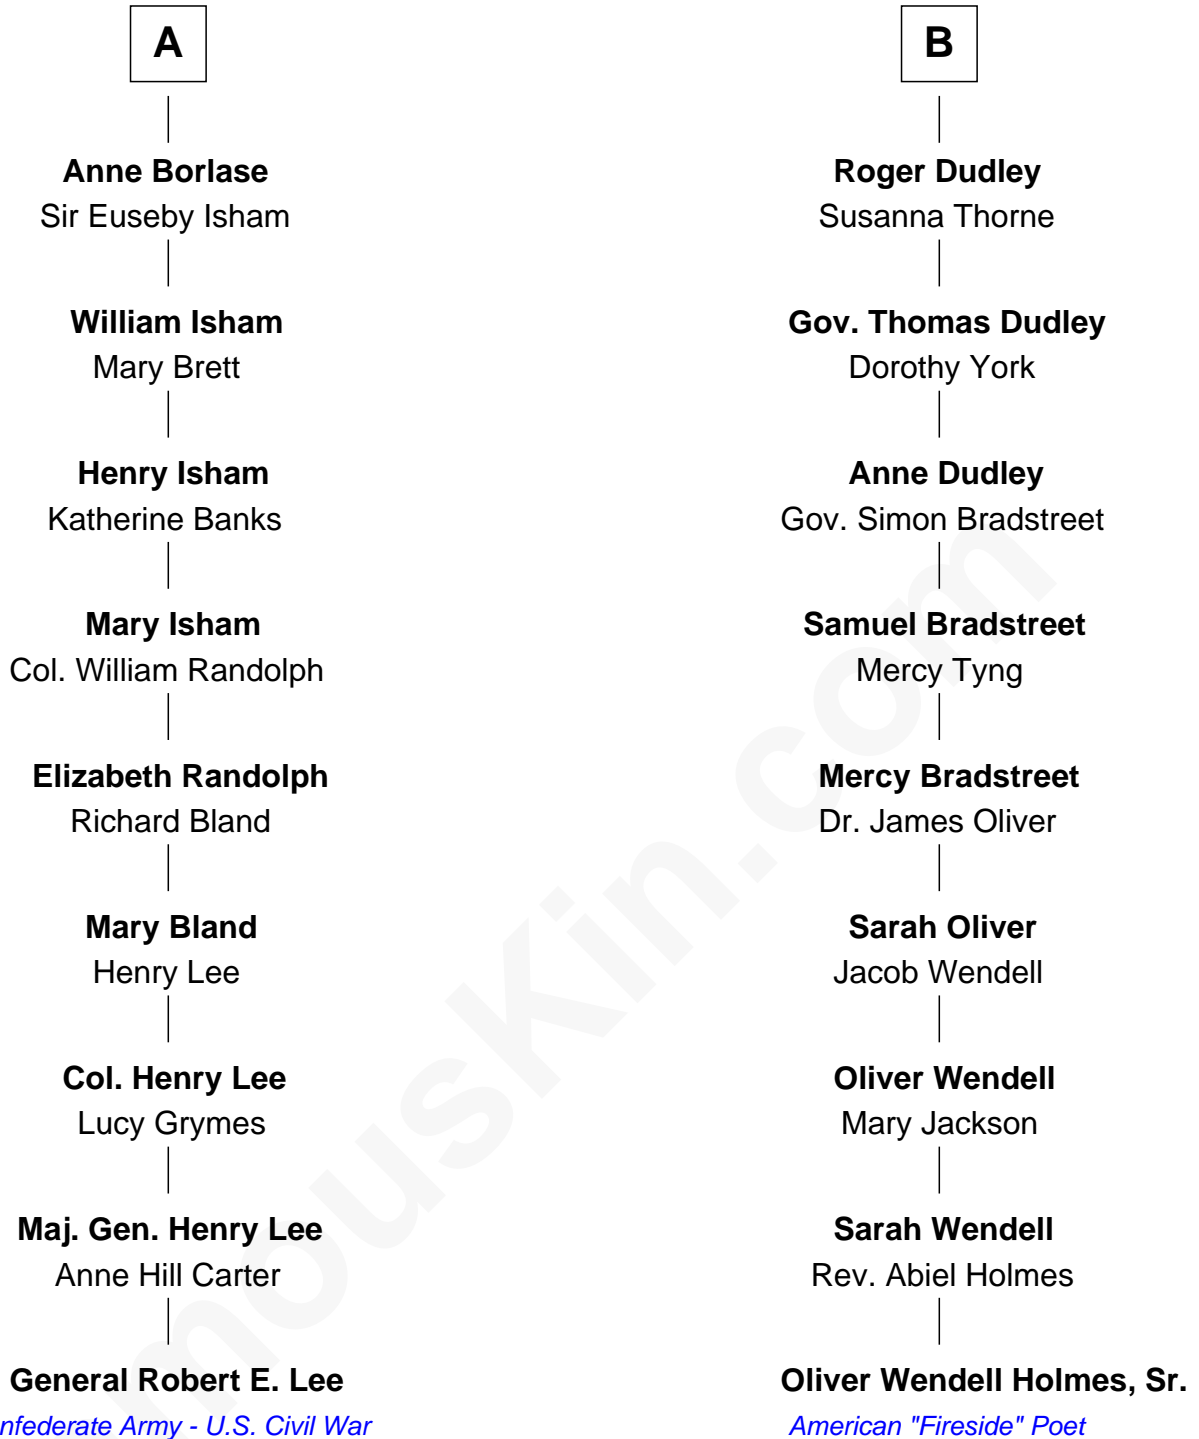 A
Anne Borlase
Sir Euseby Isham
William Isham
Mary Brett
Henry Isham
Katherine Banks
Mary Isham
Col. William Randolph
Elizabeth Randolph
Richard Bland
Mary Bland
Henry Lee
Col. Henry Lee
Lucy Grymes
Maj. Gen. Henry Lee
Anne Hill Carter
General Robert E. Lee
nfederate Army - U.S. Civil War
B
Roger Dudley
Susanna Thorne
Gov. Thomas Dudley
Dorothy York
Anne Dudley
Gov. Simon Bradstreet
Samuel Bradstreet
Mercy Tyng
Mercy Bradstreet
Dr. James Oliver
Sarah Oliver
Jacob Wendell
Oliver Wendell
Mary Jackson
Sarah Wendell
Rev. Abiel Holmes
Oliver Wendell Holmes, Sr.
American "Fireside" Poet
mousKin.com